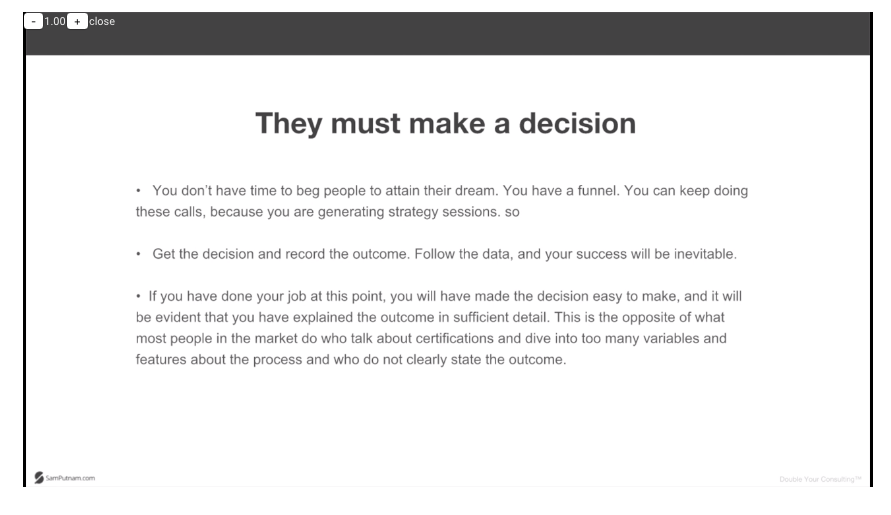 - 1.00 + close
They must make a decision
• You don't have time to beg people to attain their dream. You have a funnel. You can keep doing
these calls, because you are generating strategy sessions. so
• Get the decision and record the outcome. Follow the data, and your success will be inevitable.
• If you have done your job at this point, you will have made the decision easy to make, and it will
be evident that you have explained the outcome in sufficient detail. This is the opposite of what
most people in the market do who talk about certifications and dive into too many variables and
features about the process and who do not clearly state the outcome.
SamPutnam.com
Double Your Consulting™